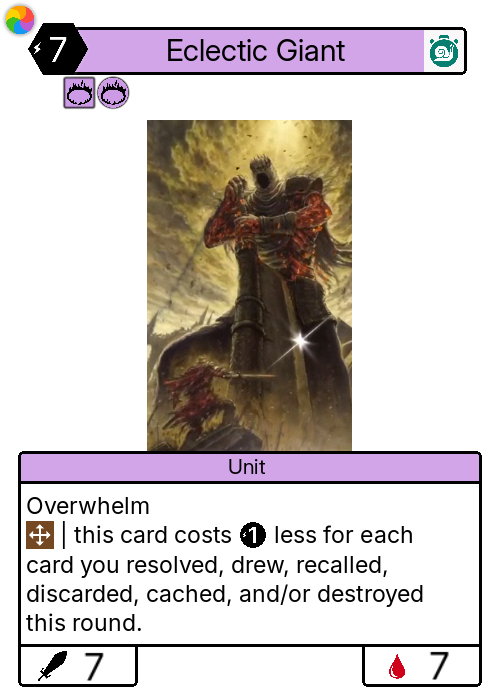 7 Eclectic Giant
Unit
Overwhelm
| this card costs 1 less for each
card you resolved, drew, recalled,
discarded, cached, and/or destroyed
this round.
7 7